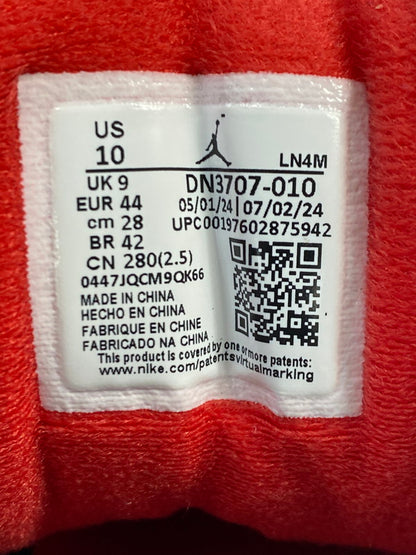 US
10
LN4M
UK 9
DN3707-010
EUR 44
05/01/24 | 07/02/24
cm 28
UPC00197602875942
BR 42
CN 280(2.5)
0447JQCM9QK66
MADE IN CHINA
HECHO EN CHINA
FABRIQUE EN CHINE
FABRICADO NA CHINA
This product is covered by one of more patents:
www.nike.com/patentsvirtualmarking